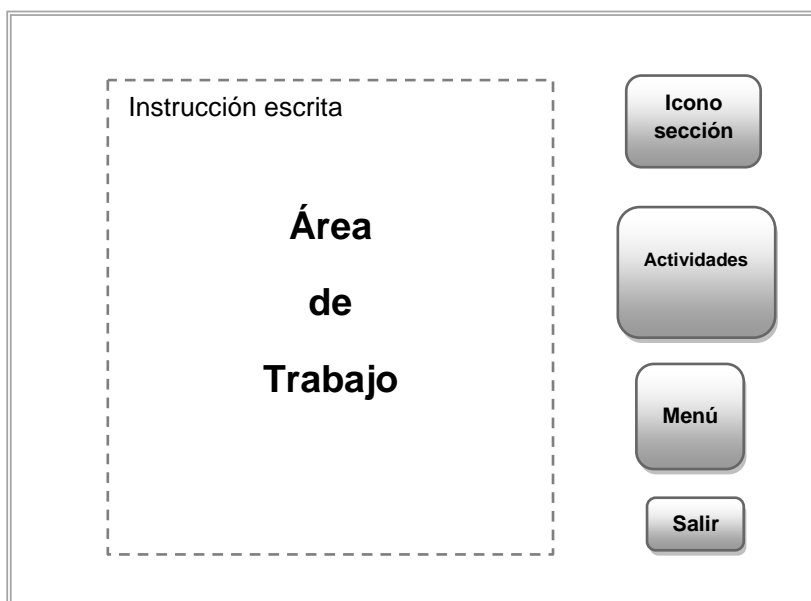 Instrucción escrita
Área
de
Trabajo
Icono
sección
Actividades
Menú
Salir